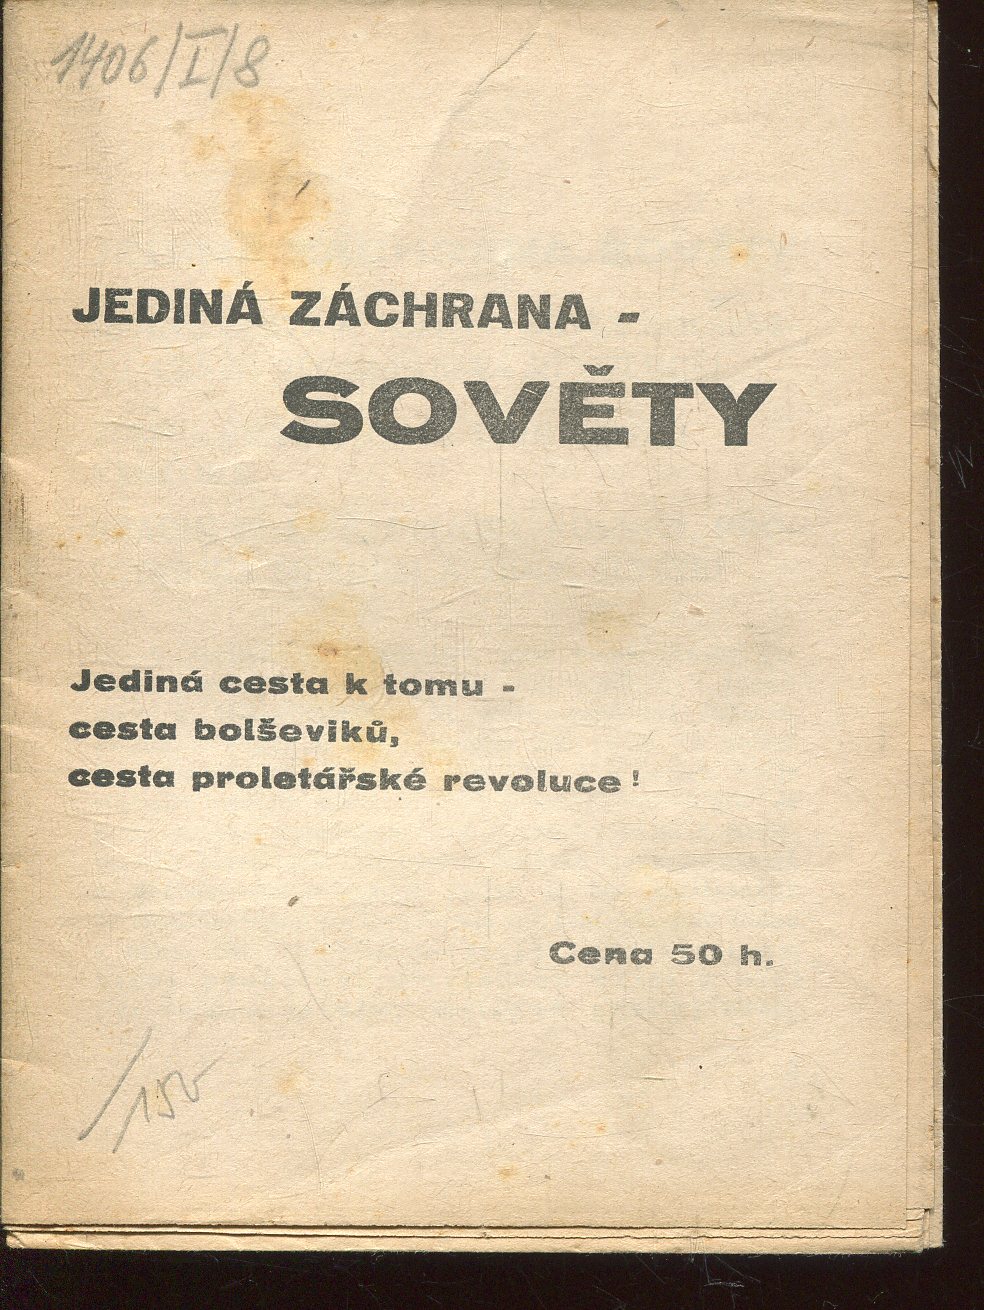 1406/I/8
JEDINÁ ZÁCHRANA -
SOVĚTY
Jediná cesta k tomu -
cesta bolševiků,
cesta proletářské revoluce!
Cena 50 h.